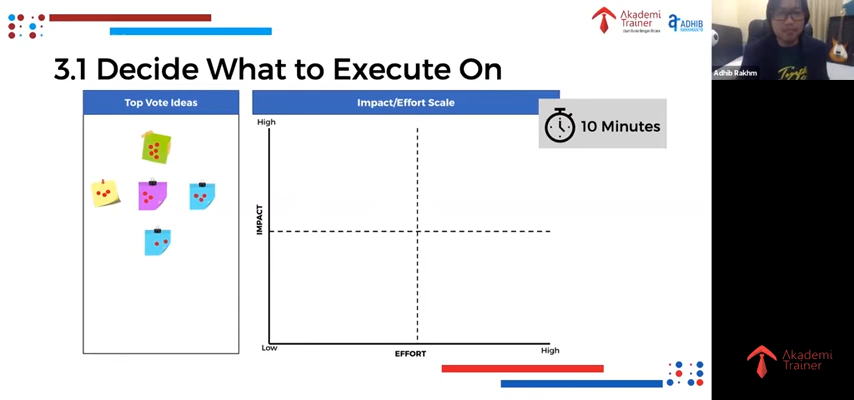 Akademi
Trainer
ADHIB
3.1 Decide What to Execute On
Top Vote Ideas
Impact/Effort Scale
10 Minutes
High
IMPACT
Low
EFFORT
High
Adhib Rakhm
Together
Akademi
Trainer